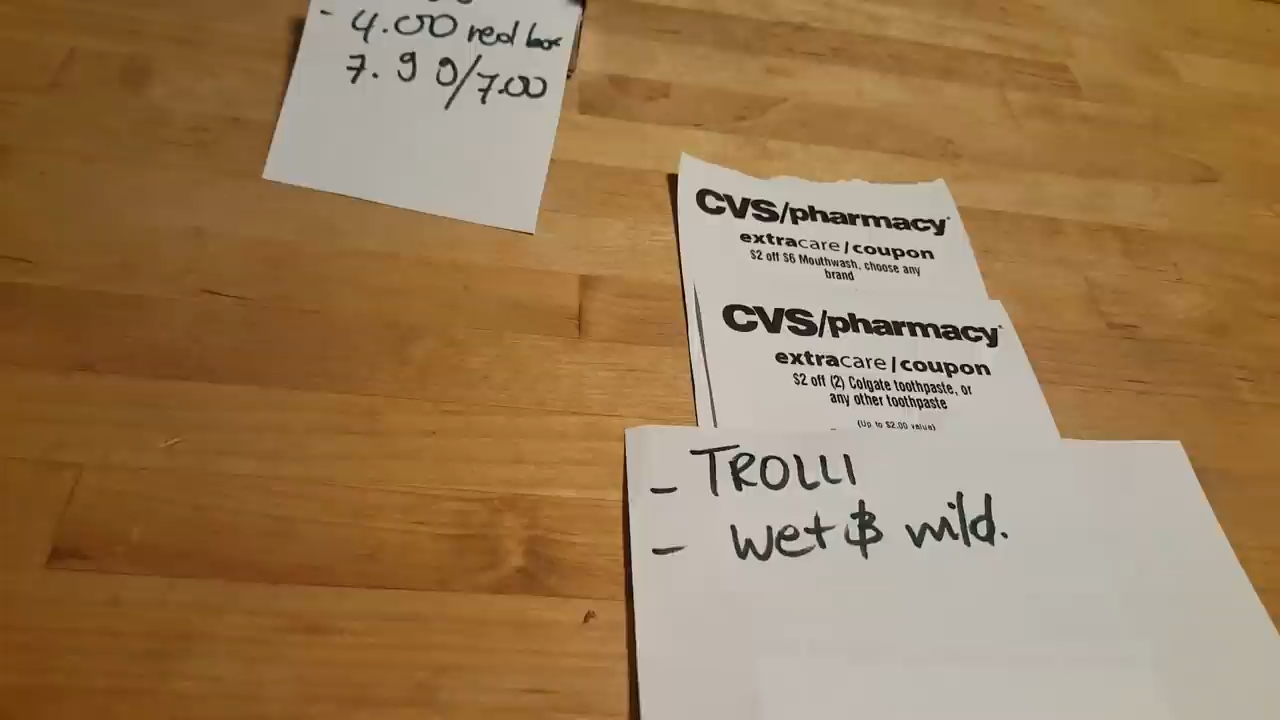 - 4.00 red box
7.90/7.00
CVS/pharmacy
extracare/coupon
$2 off $6 Mouthwash, choose any
brand
CVS/pharmacy
extracare/coupon
$2 off (2) Colgate toothpaste, or
any other toothpaste
(Up to $2.00 value)
- TROLLI
- wet & wild.